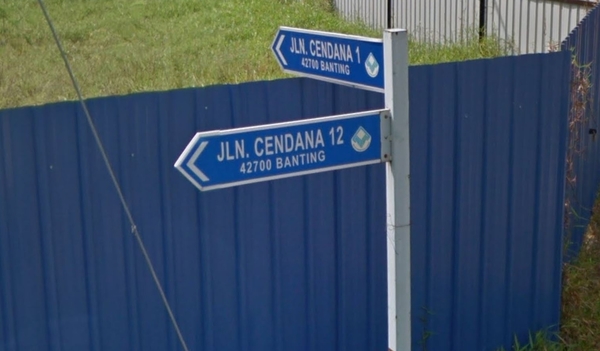 JLN. CENDANA 1
42700 BANTING
JLN. CENDANA 12
42700 BANTING